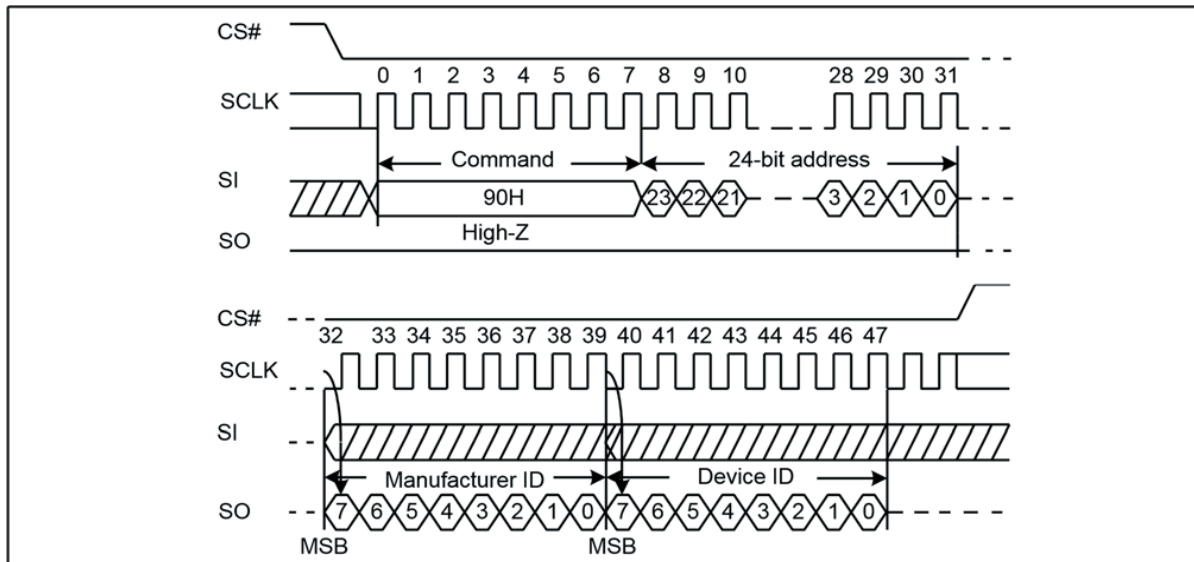 CS#
0 1 2 3 4 5 6 7 8 9 10 28 29 30 31
SCLK
Command 24-bit address
SI
90H 23 22 21 3 2 1 0
High-Z
SO
CS#
32 33 34 35 36 37 38 39 40 41 42 43 44 45 46 47
SCLK
SI
Manufacturer ID Device ID
SO 7 6 5 4 3 2 1 0 7 6 5 4 3 2 1 0
MSB MSB